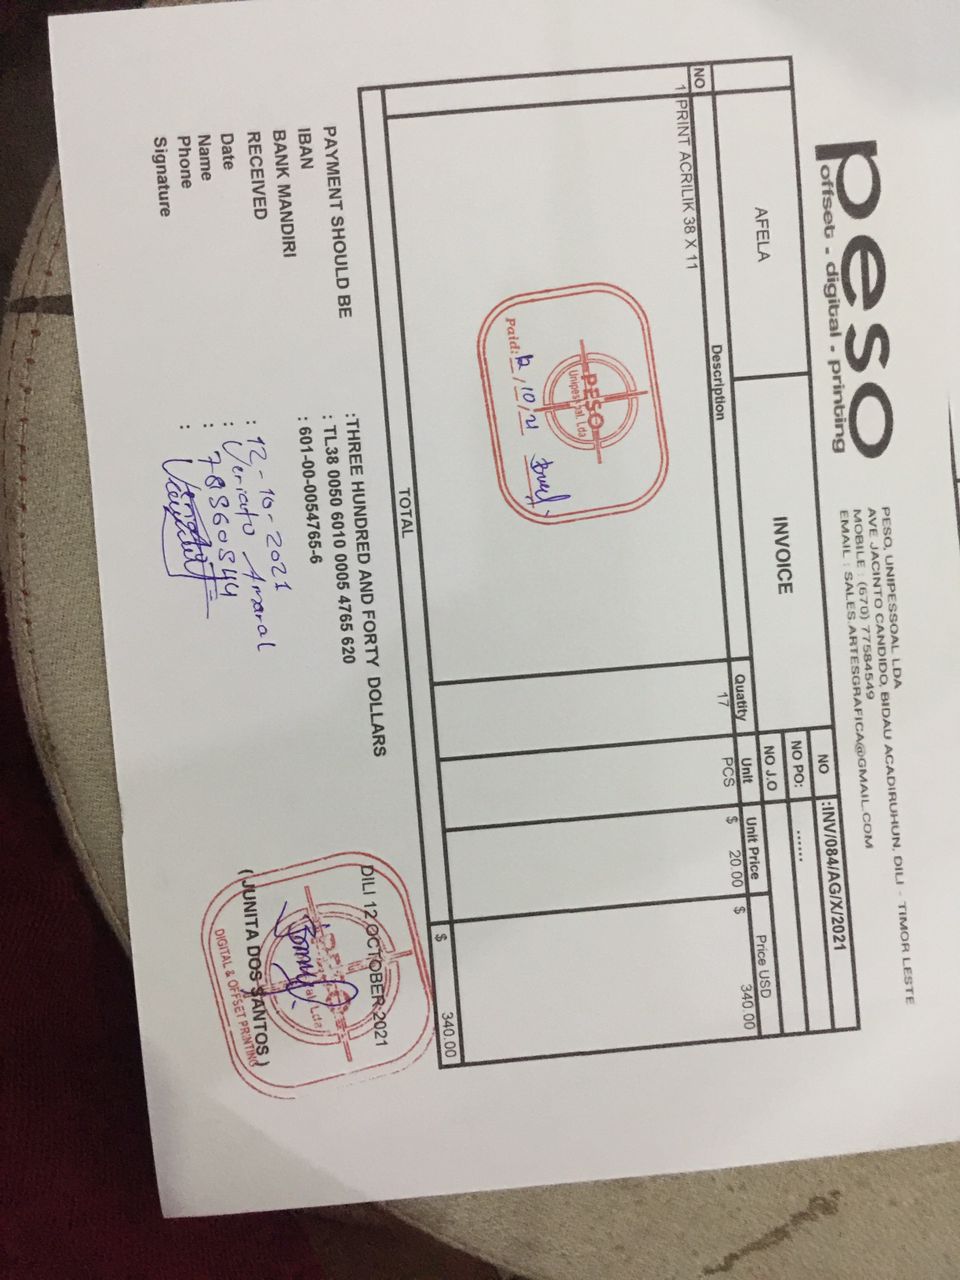 peso
offset - digital - printing
PESO, UNIPESSOAL LDA
AVE JACINTO CANDIDO, BIDAU ACADIRUHUN, DILI - TIMOR LESTE
MOBILE : (670) 77584549
EMAIL : SALES.ARTESGRAFICA@GMAIL.COM
AFELA
INVOICE
NO :INV/084/AG/X/2021
NO PO: ......
NO J.O
NO Description Quatity Unit Unit Price Price USD
1 PRINT ACRILIK 38 X 11 17 PCS $ 20.00 $ 340.00
PESO
Unipessoal, Lda
Paid: 12/10/21
TOTAL $ 340.00
PAYMENT SHOULD BE :THREE HUNDRED AND FORTY DOLLARS
IBAN : TL38 0050 6010 0005 4765 620
BANK MANDIRI : 601-00-0054765-6
RECEIVED
Date : 12-10-2021
Name : Amaral
Phone : 78360544
Signature :
DILI 12 OCTOBER 2021
PESO
Lda
( JUNITA DOS SANTOS )
DIGITAL & OFFSET PRINTING